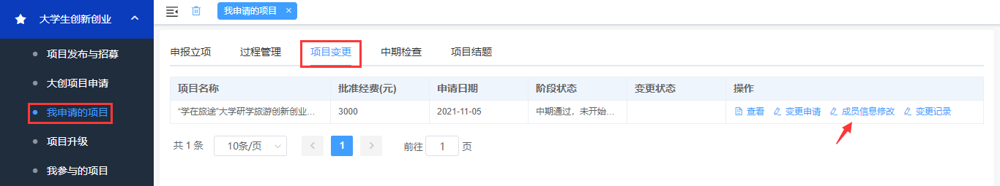 大学生创新创业
项目发布与招募
大创项目申请
我申请的项目
项目升级
我参与的项目
我申请的项目 ×
申报立项 过程管理 项目变更 中期检查 项目结题
项目名称 批准经费(元) 申请日期 阶段状态 变更状态 操作
“学在旅途”大学研学旅游创新创业... 3000 2021-11-05 中期通过，未开始... 查看 变更申请 成员信息修改 变更记录
共 1 条 10条/页 < 1 > 前往 1 页